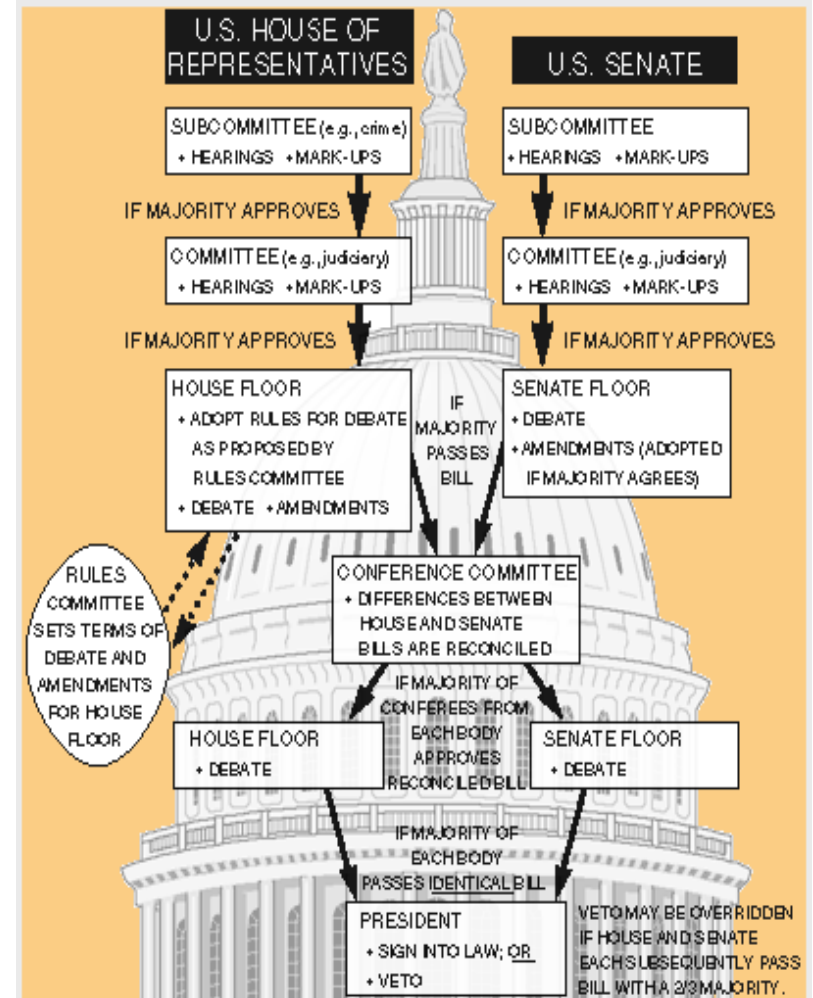 U.S. HOUSE OF
REPRESENTATIVES
U.S. SENATE
SUBCOMMITTEE (e.g., crime)
+ HEARINGS + MARK-UPS
SUBCOMMITTEE
+ HEARINGS + MARK-UPS
IF MAJORITY APPROVES
IF MAJORITY APPROVES
COMMITTEE (e.g., judiciary)
+ HEARINGS + MARK-UPS
COMMITTEE (e.g., judiciary)
+ HEARINGS + MARK-UPS
IF MAJORITY APPROVES
IF MAJORITY APPROVES
HOUSE FLOOR
+ ADOPT RULES FOR DEBATE
AS PROPOSED BY
RULES COMMITTEE
+ DEBATE + AMENDMENTS
IF
MAJORITY
PASSES
BILL
SENATE FLOOR
+ DEBATE
+ AMENDMENTS (ADOPTED
IF MAJORITY AGREES)
RULES
COMMITTEE
SETS TERMS OF
DEBATE AND
AMENDMENTS
FOR HOUSE
FLOOR
CONFERENCE COMMITTEE
+ DIFFERENCES BETWEEN
HOUSE AND SENATE
BILLS ARE RECONCILED
IF MAJORITY OF
CONFEREES FROM
EACH BODY
APPROVES
RECONCILED BILL
HOUSE FLOOR
+ DEBATE
SENATE FLOOR
+ DEBATE
IF MAJORITY OF
EACH BODY
PASSES IDENTICAL BILL
PRESIDENT
+ SIGN INTO LAW; OR
+ VETO
VETO MAY BE OVERRIDDEN
IF HOUSE AND SENATE
EACH SUBSEQUENTLY PASS
BILL WITH A 2/3 MAJORITY.